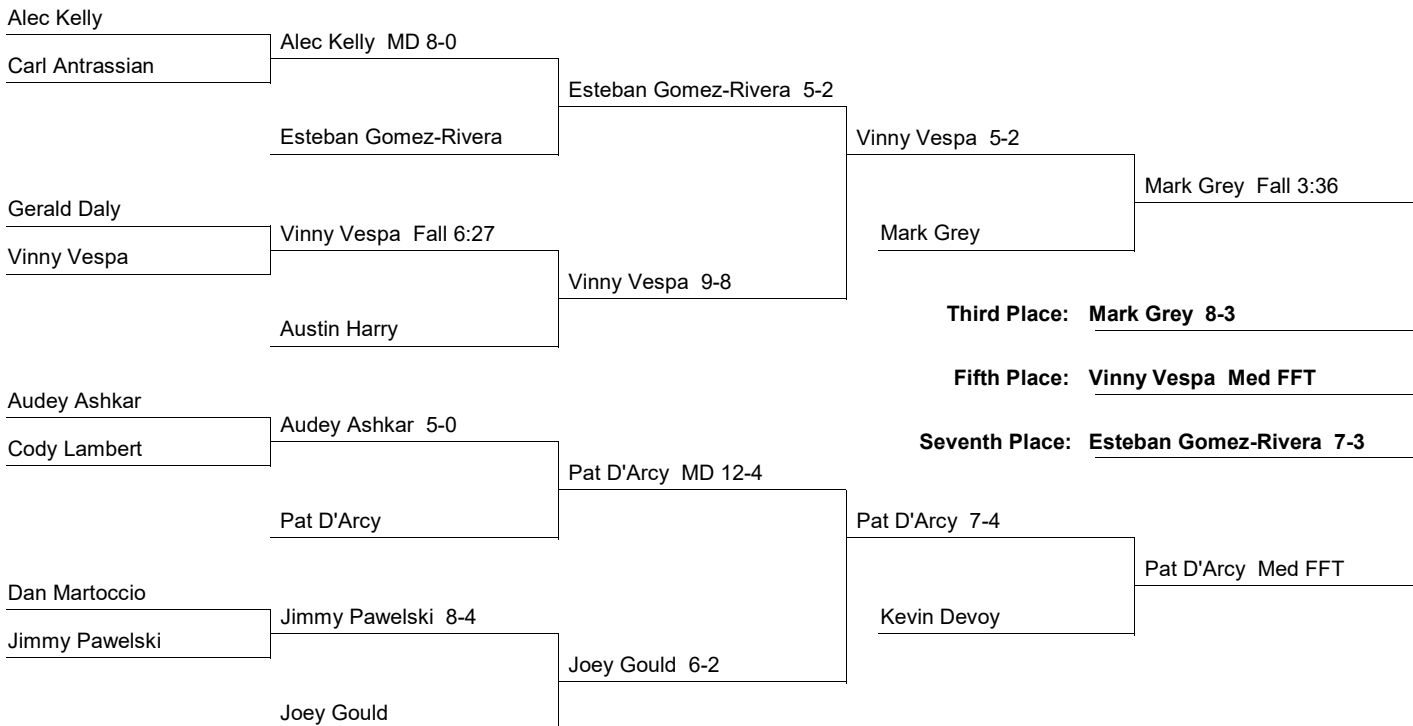 Alec Kelly
Alec Kelly  MD 8-0
Carl Antrassian
Esteban Gomez-Rivera  5-2
Esteban Gomez-Rivera
Vinny Vespa  5-2
Mark Grey  Fall 3:36
Gerald Daly
Vinny Vespa  Fall 6:27
Mark Grey
Vinny Vespa
Vinny Vespa  9-8
Third Place:  Mark Grey  8-3
Austin Harry
Fifth Place:  Vinny Vespa  Med FFT
Audey Ashkar
Audey Ashkar  5-0
Seventh Place:  Esteban Gomez-Rivera  7-3
Cody Lambert
Pat D'Arcy  MD 12-4
Pat D'Arcy
Pat D'Arcy  7-4
Pat D'Arcy  Med FFT
Dan Martoccio
Jimmy Pawelski  8-4
Kevin Devoy
Jimmy Pawelski
Joey Gould  6-2
Joey Gould